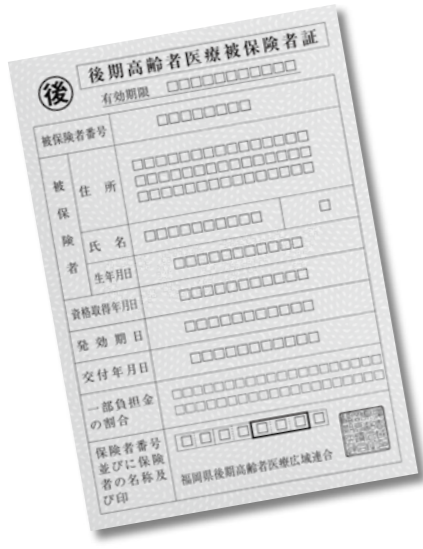 後 後期高齢者医療被保険者証
有効期限 □□□□□□□□□□□
被保険者番号 □□□□□□□□
被保険者
住所 □□□□□□□□□□□□□□
□□□□□□□□□□□□□□
□□□□□□□□□□□□□□
氏名 □□□□□□□□□□ □
生年月日 □□□□□□□□□□□
資格取得年月日 □□□□□□□□□□□
発効期日 □□□□□□□□□□□
交付年月日 □□□□□□□□□□□
一部負担金 □□□□□□□□□□□□□□□□□□
の割合 □□□□□□□□□□□□□□□□□□
保険者番号 □□□□□□□□
並びに保険
者の名称及
び印
福岡県後期高齢者医療広域連合